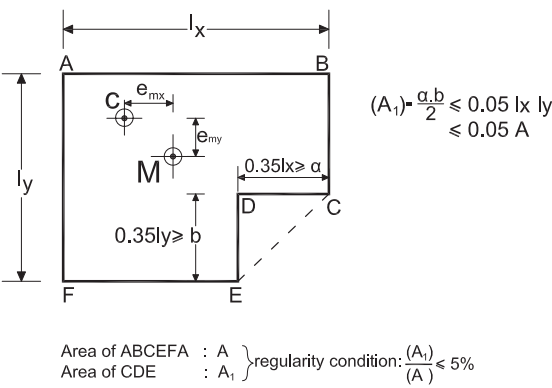 lx
A B
C emx
(A₁)- α.b/2 ⩽ 0.05 lx ly
⩽ 0.05 A
emy
M
ly
0.35lx⩾ α
D C
0.35ly⩾ b
F E
Area of ABCEFA : A
Area of CDE : A₁
regularity condition: (A₁)/(A) ⩽ 5%